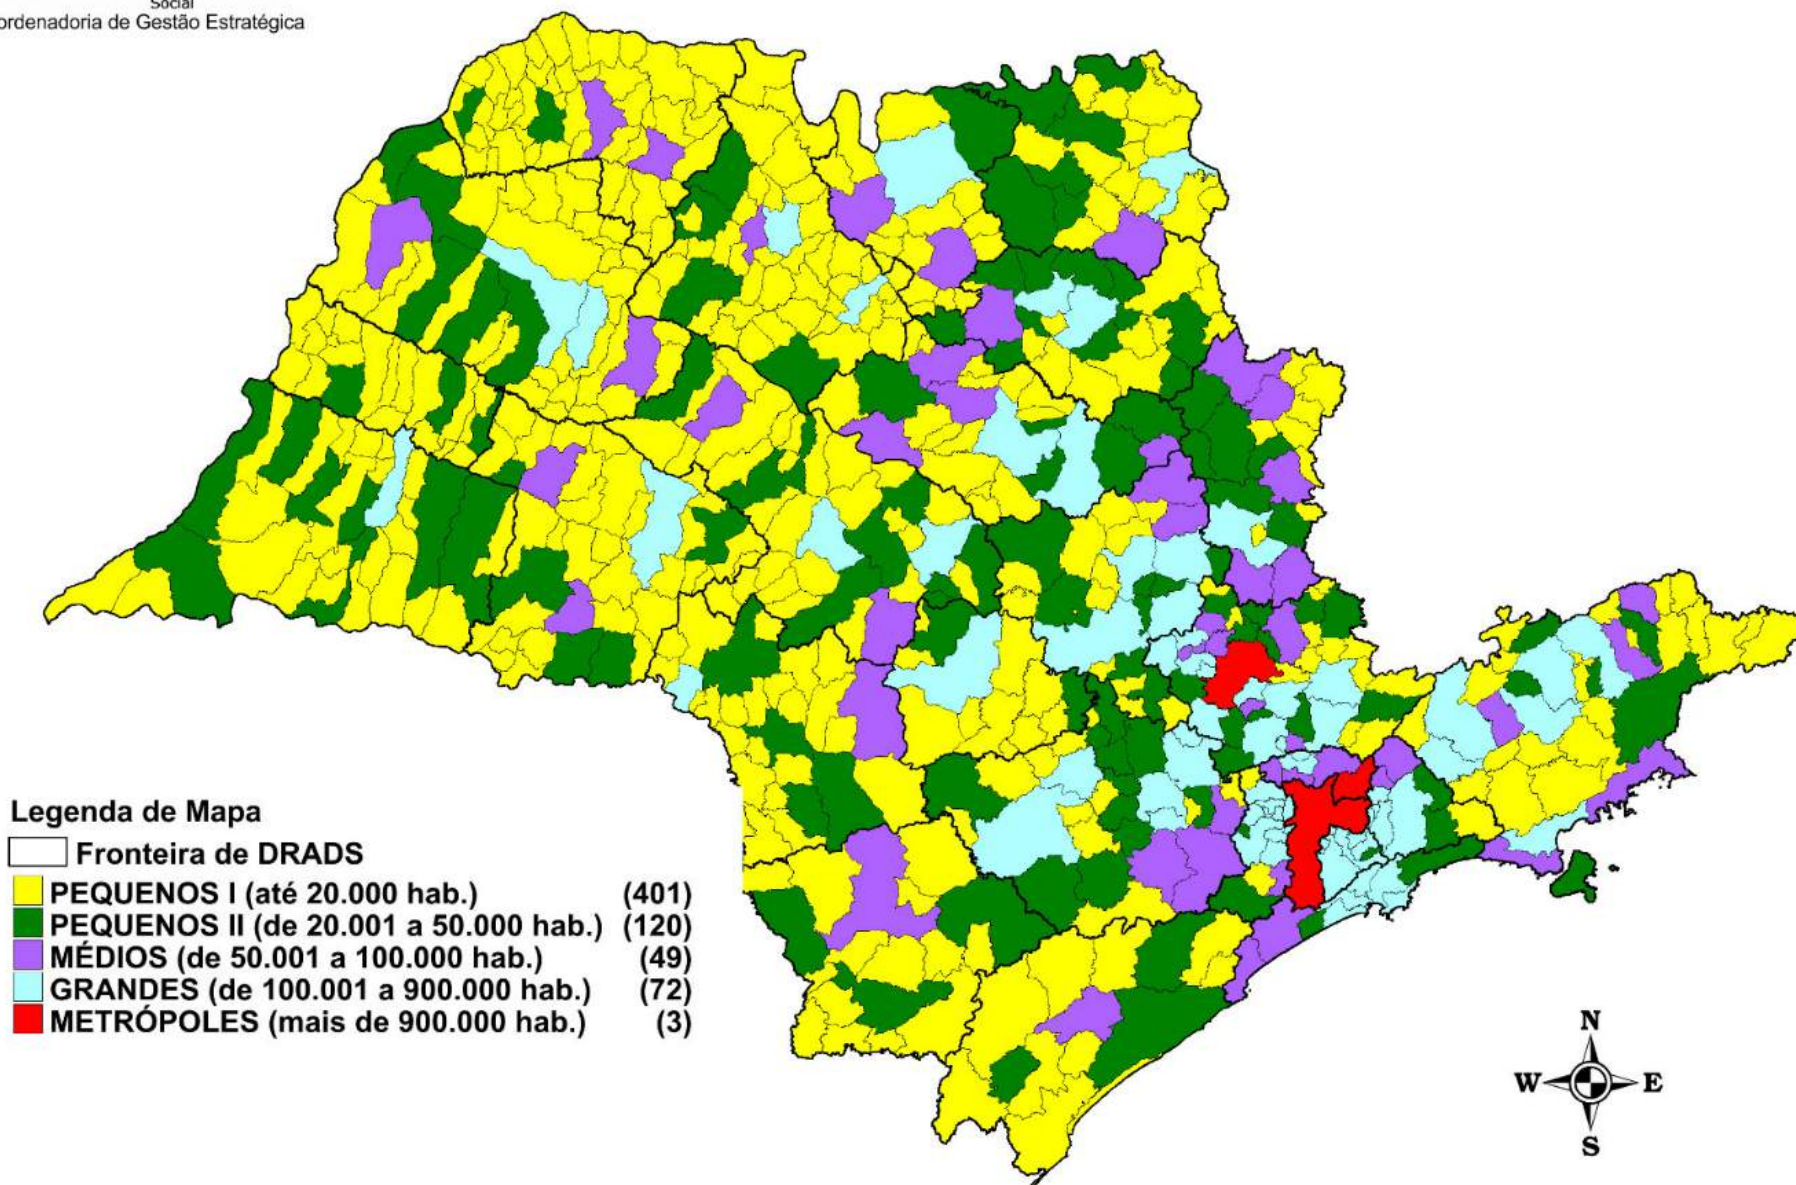 Social
ordenadoria de Gestão Estratégica
Legenda de Mapa
Fronteira de DRADS
PEQUENOS I (até 20.000 hab.) (401)
PEQUENOS II (de 20.001 a 50.000 hab.) (120)
MÉDIOS (de 50.001 a 100.000 hab.) (49)
GRANDES (de 100.001 a 900.000 hab.) (72)
METRÓPOLES (mais de 900.000 hab.) (3)
N
W E
S